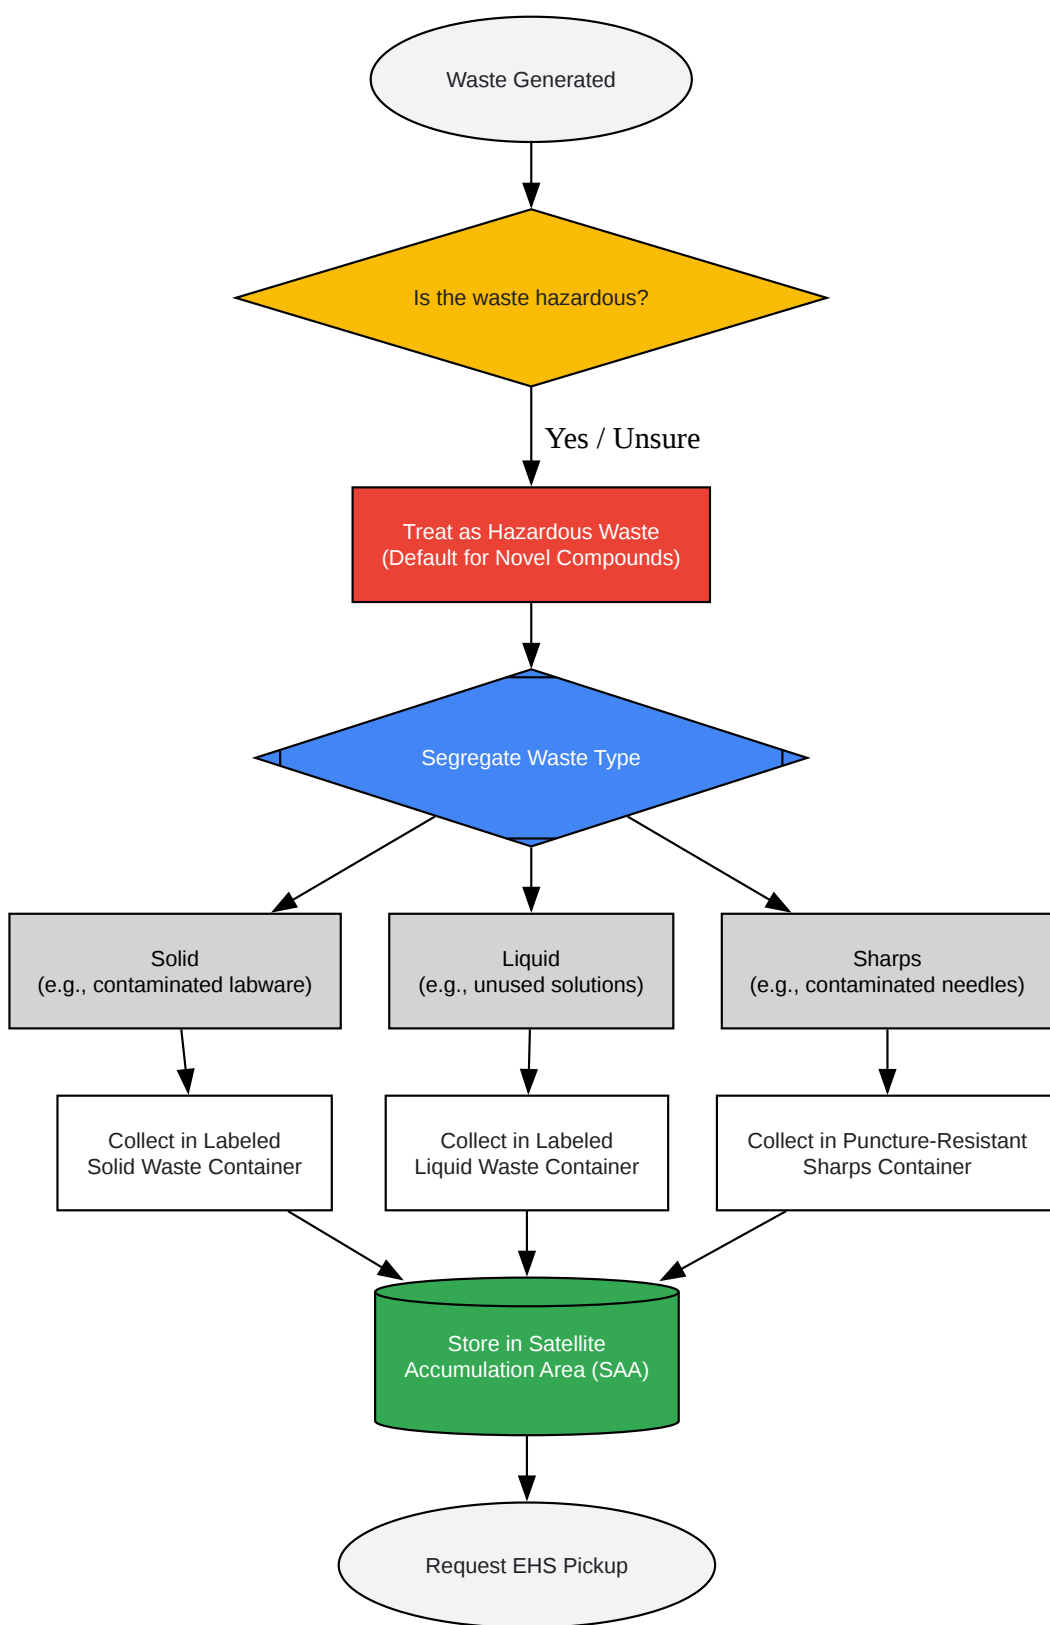 Waste Generated
Is the waste hazardous?
Yes / Unsure
Treat as Hazardous Waste
(Default for Novel Compounds)
Segregate Waste Type
Solid
(e.g., contaminated labware)
Liquid
(e.g., unused solutions)
Sharps
(e.g., contaminated needles)
Collect in Labeled
Solid Waste Container
Collect in Labeled
Liquid Waste Container
Collect in Puncture-Resistant
Sharps Container
Store in Satellite
Accumulation Area (SAA)
Request EHS Pickup